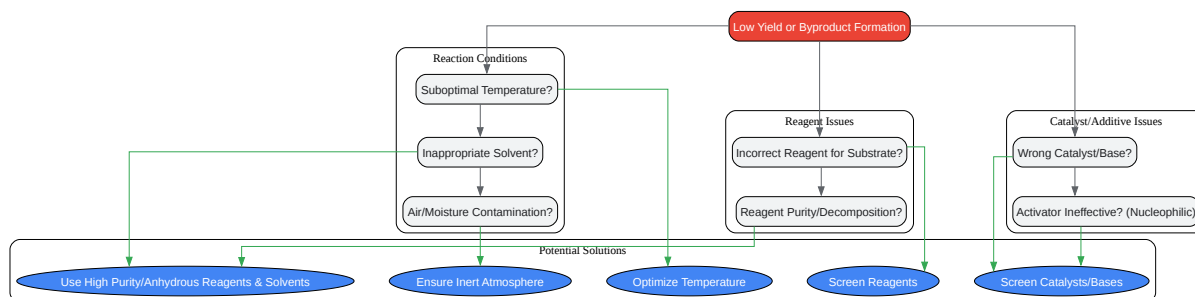 Low Yield or Byproduct Formation
Reaction Conditions
Suboptimal Temperature?
Reagent Issues
Catalyst/Additive Issues
Inappropriate Solvent?
Incorrect Reagent for Substrate?
Wrong Catalyst/Base?
Air/Moisture Contamination?
Reagent Purity/Decomposition?
Activator Ineffective? (Nucleophilic)
Potential Solutions
Use High Purity/Anhydrous Reagents & Solvents
Ensure Inert Atmosphere
Optimize Temperature
Screen Reagents
Screen Catalysts/Bases